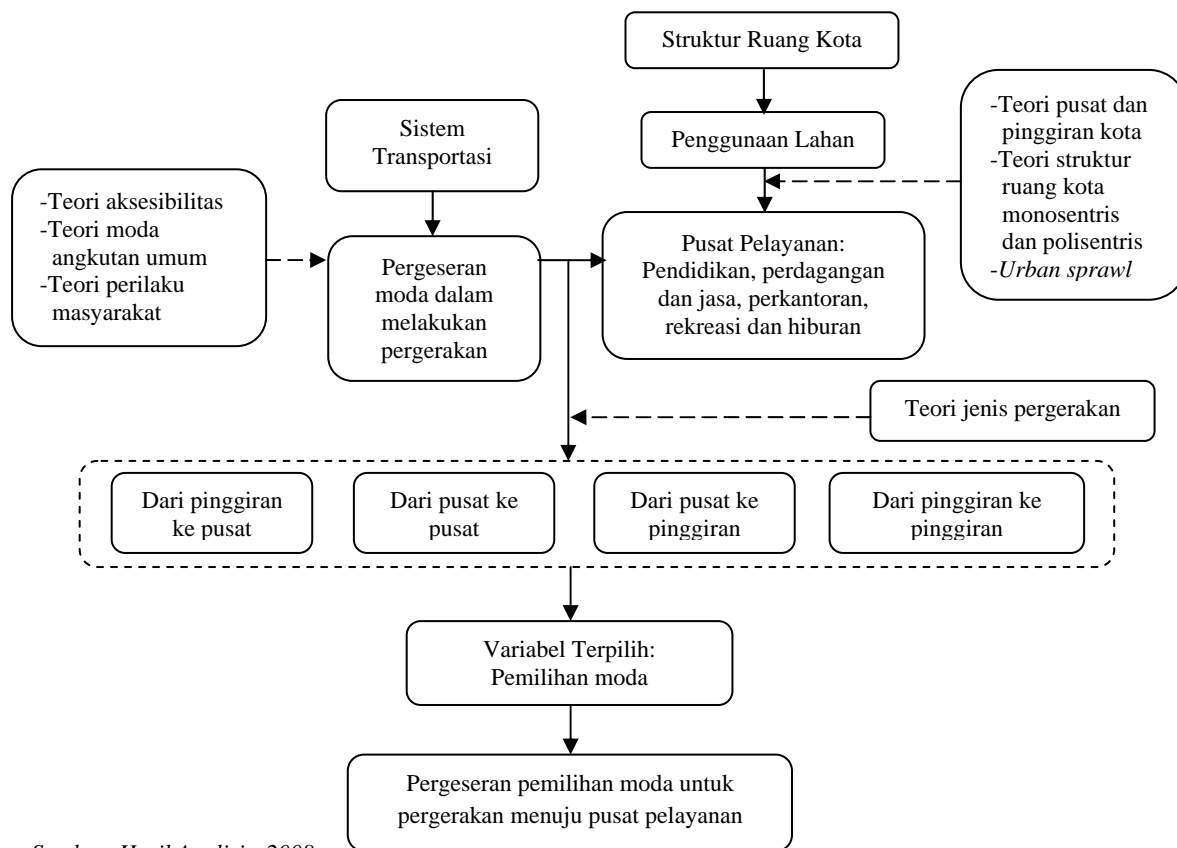 Struktur Ruang Kota
Sistem
Transportasi
Penggunaan Lahan
-Teori pusat dan
pinggiran kota
-Teori struktur
ruang kota
monosentris
dan polisentris
-Urban sprawl
-Teori aksesibilitas
-Teori moda
angkutan umum
-Teori perilaku
masyarakat
Pergeseran
moda dalam
melakukan
pergerakan
Pusat Pelayanan:
Pendidikan, perdagangan
dan jasa, perkantoran,
rekreasi dan hiburan
Teori jenis pergerakan
Dari pinggiran
ke pusat
Dari pusat ke
pusat
Dari pusat ke
pinggiran
Dari pinggiran ke
pinggiran
Variabel Terpilih:
Pemilihan moda
Pergeseran pemilihan moda untuk
pergerakan menuju pusat pelayanan